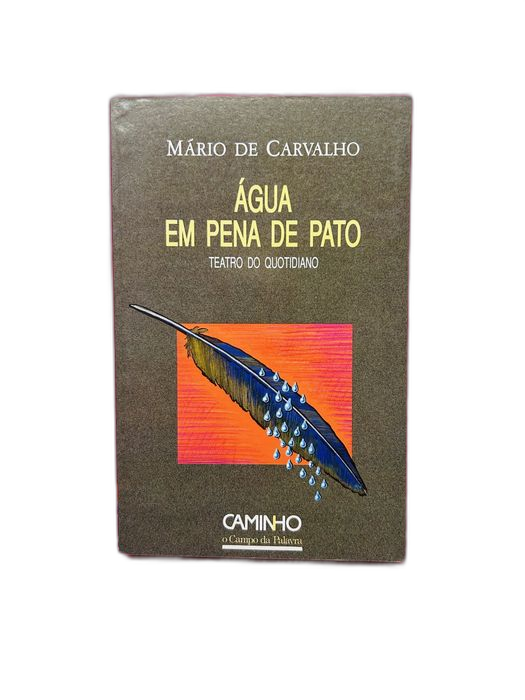 MÁRIO DE CARVALHO
ÁGUA
EM PENA DE PATO
TEATRO DO QUOTIDIANO
CAMINHO
o Campo da Palavra